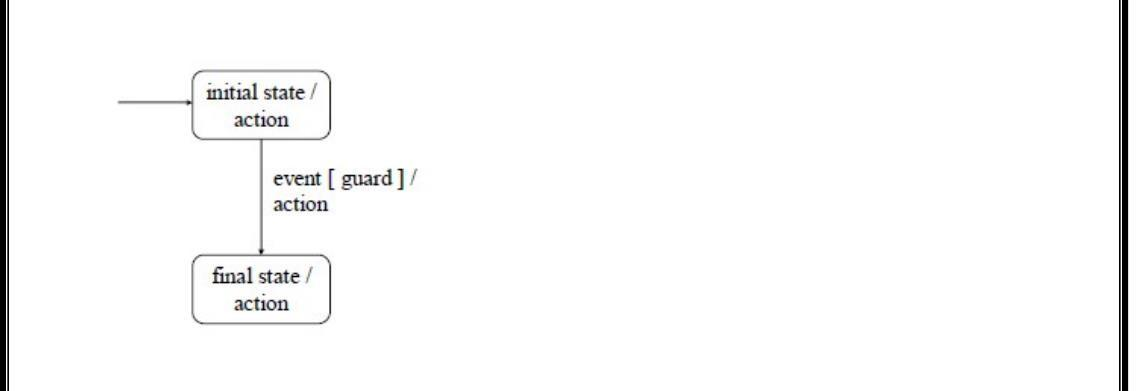 initial state /
action
event [ guard ] /
action
final state /
action